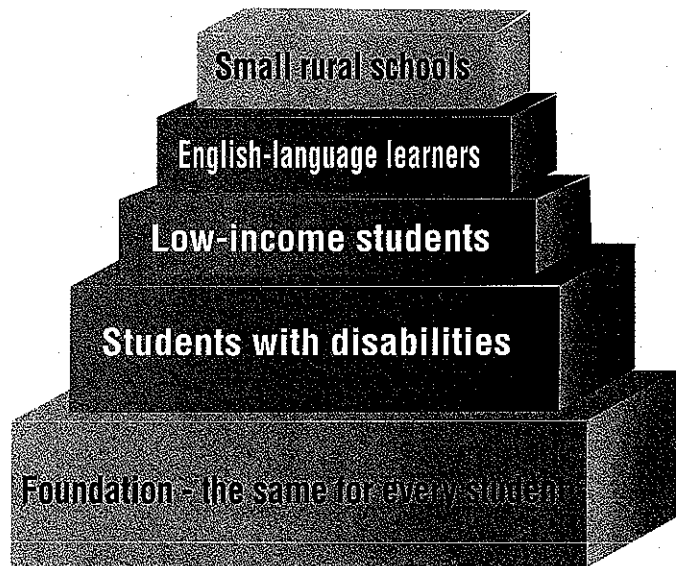 Small rural schools
English-language learners
Low-income students
Students with disabilities
Foundation - the same for every student